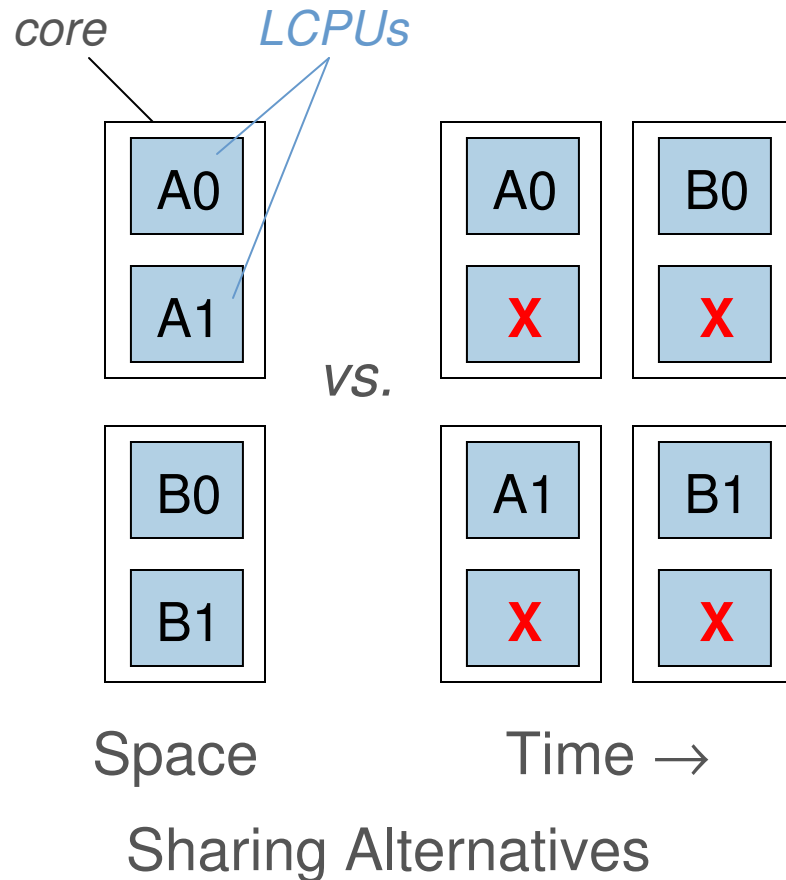 core LCPUs
A0 A0 B0
A1 X X
vs.
B0 A1 B1
B1 X X
Space Time →
Sharing Alternatives